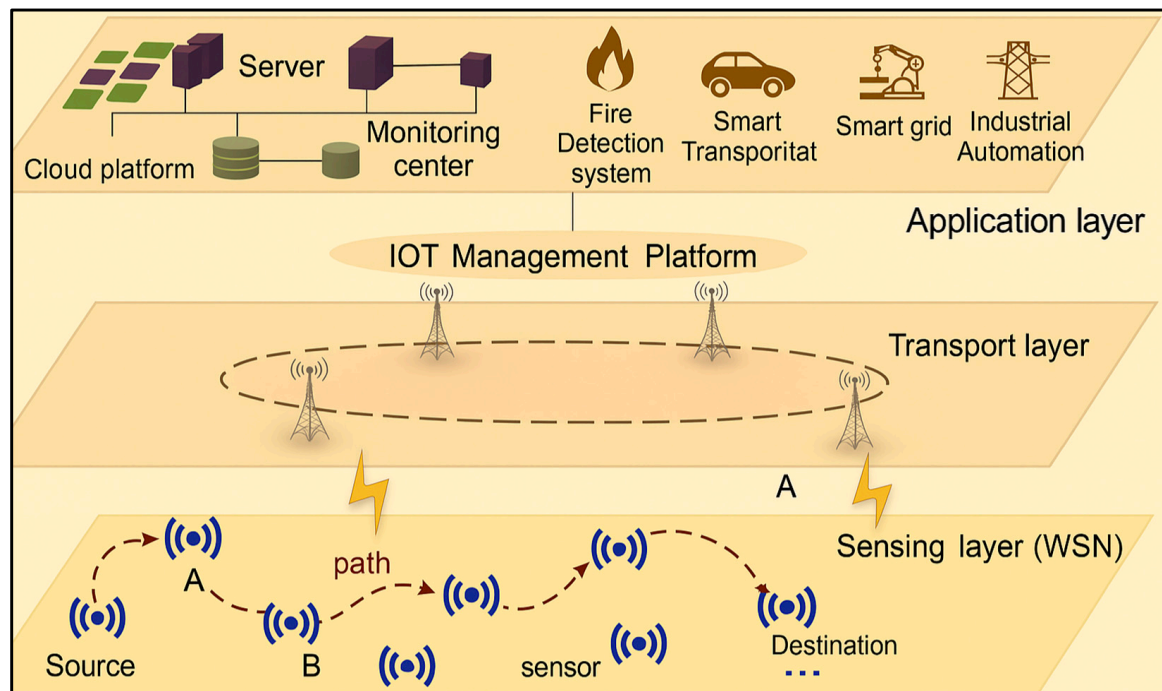 Server
Cloud platform
Monitoring
center
Fire
Detection
system
Smart
Transporitat
Smart grid
Industrial
Automation
Application layer
IOT Management Platform
Transport layer
A
Sensing layer (WSN)
path
A
Source
B
sensor
Destination
...